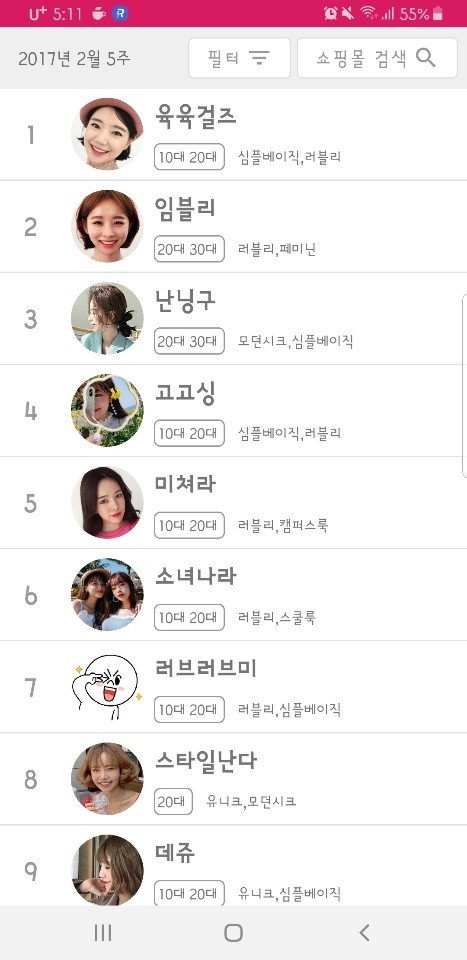 U+ 5:11 R 55%
2017년 2월 5주 필터 쇼핑몰 검색
1 육육걸즈
10대 20대 심플베이직,러블리
2 임블리
20대 30대 러블리,페미닌
3 난닝구
20대 30대 모던시크,심플베이직
4 고고싱
10대 20대 심플베이직,러블리
5 미쳐라
10대 20대 러블리,캠퍼스룩
6 소녀나라
10대 20대 러블리,스쿨룩
7 러브러브미
10대 20대 러블리,심플베이직
8 스타일난다
20대 유니크,모던시크
9 데쥬
10대 20대 유니크,심플베이직